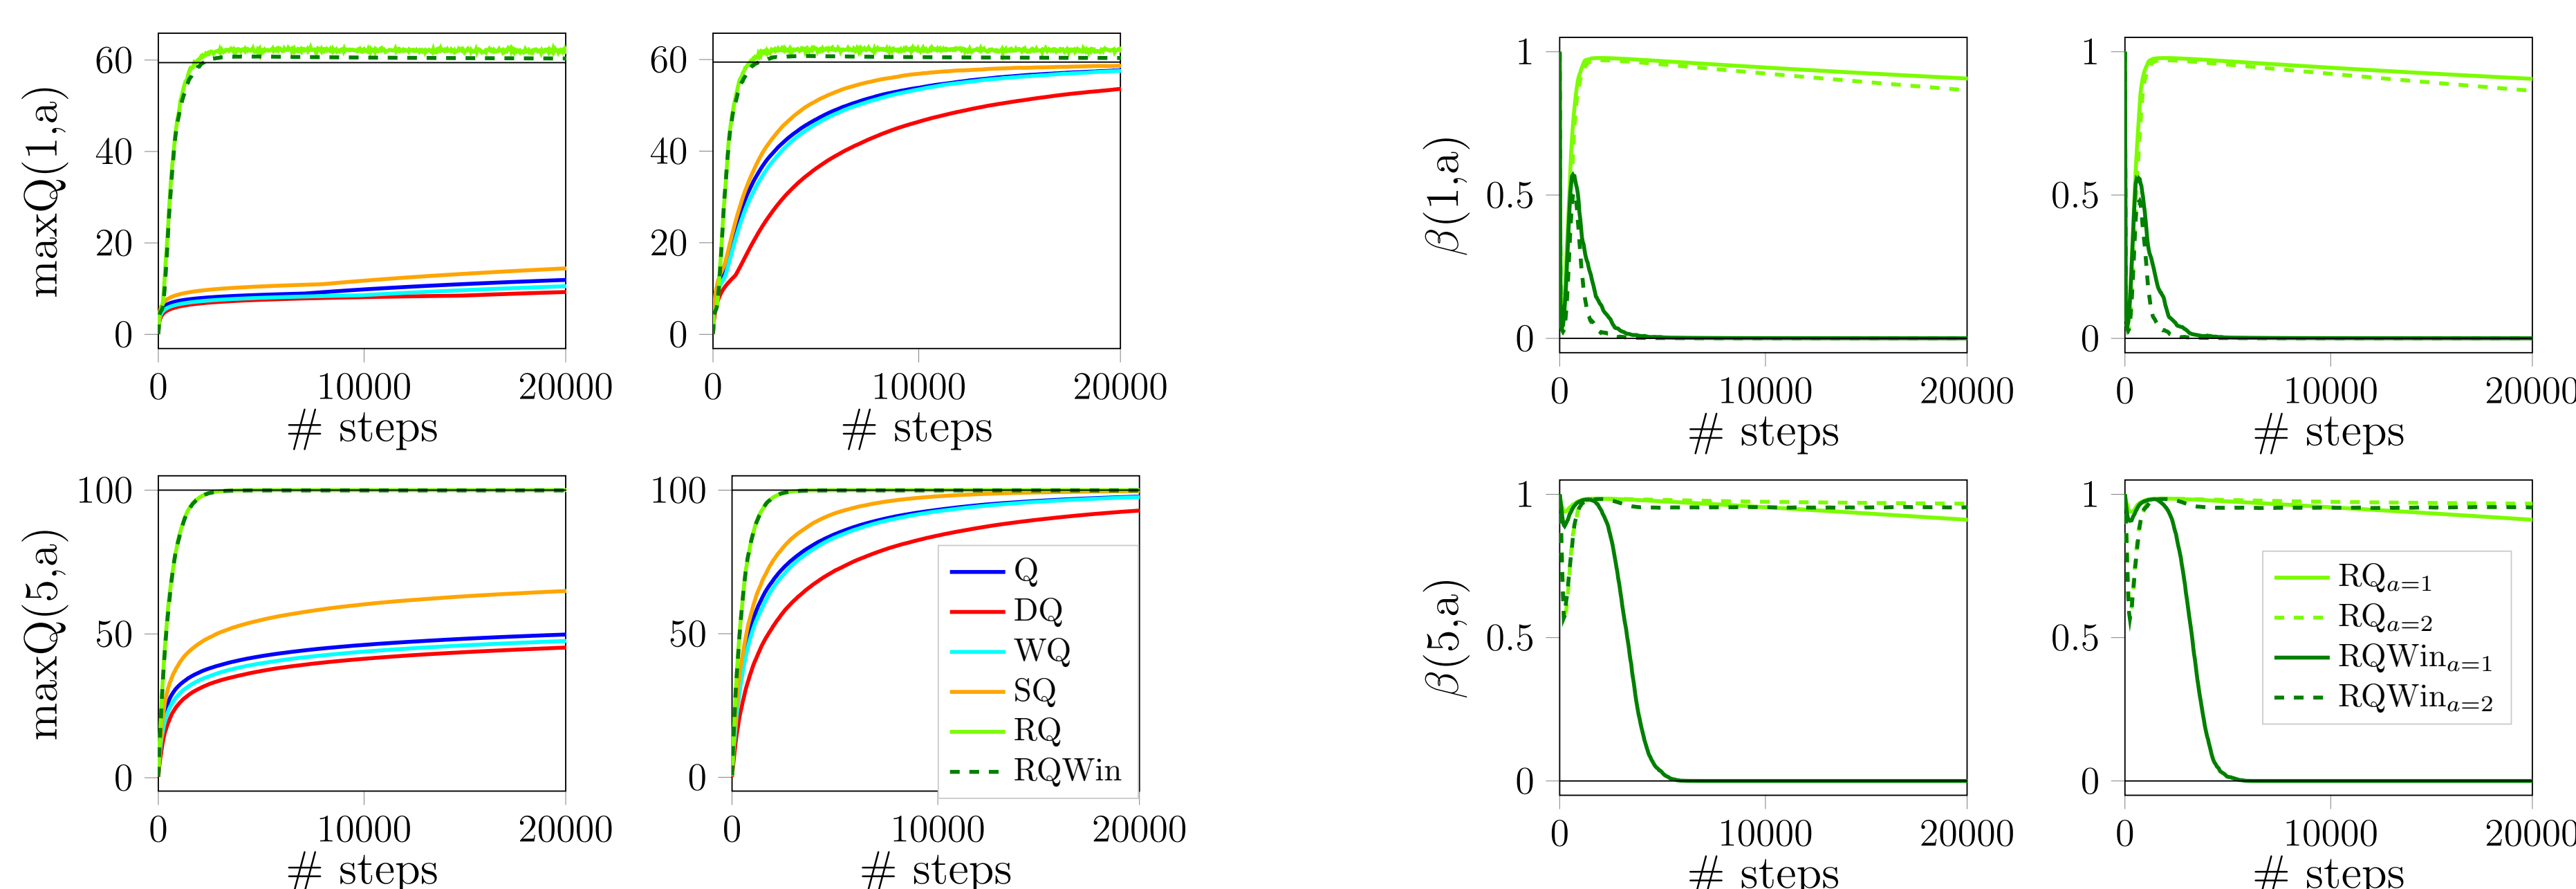 maxQ(1,a)
60
40
20
0
0 10000 20000
# steps
60
40
20
0
0 10000 20000
# steps
β(1,a)
1
0.5
0
0 10000 20000
# steps
1
0.5
0
0 10000 20000
# steps
maxQ(5,a)
100
50
0
0 10000 20000
# steps
100
50
0
Q
DQ
WQ
SQ
RQ
RQWin
0 10000 20000
# steps
β(5,a)
1
0.5
0
0 10000 20000
# steps
1
0.5
0
RQa=1
RQa=2
RQWina=1
RQWina=2
0 10000 20000
# steps